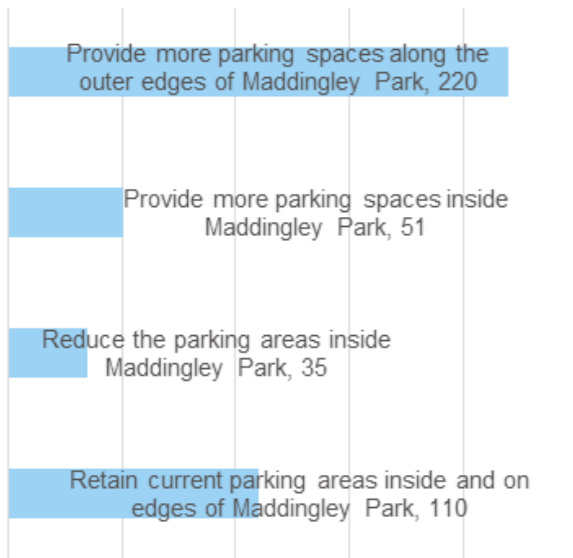 Provide more parking spaces along the
outer edges of Maddingley Park, 220
Provide more parking spaces inside
Maddingley Park, 51
Reduce the parking areas inside
Maddingley Park, 35
Retain current parking areas inside and on
edges of Maddingley Park, 110